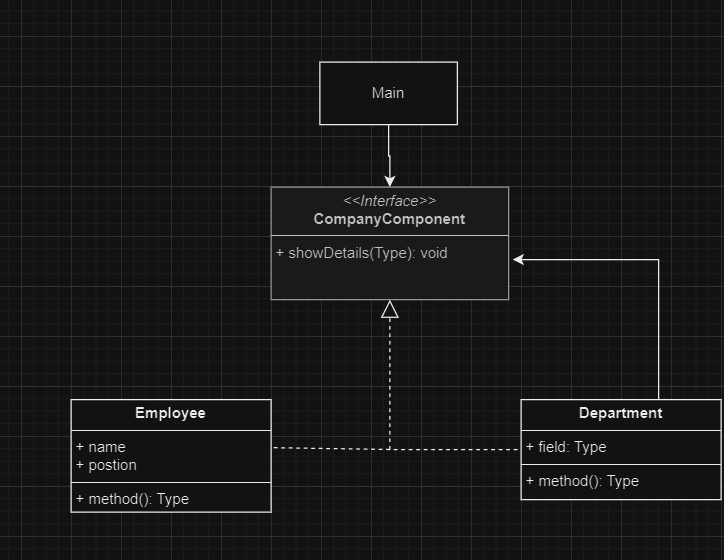 Main
<<Interface>>
CompanyComponent
+ showDetails(Type): void
Employee
+ name
+ postion
+ method(): Type
Department
+ field: Type
+ method(): Type